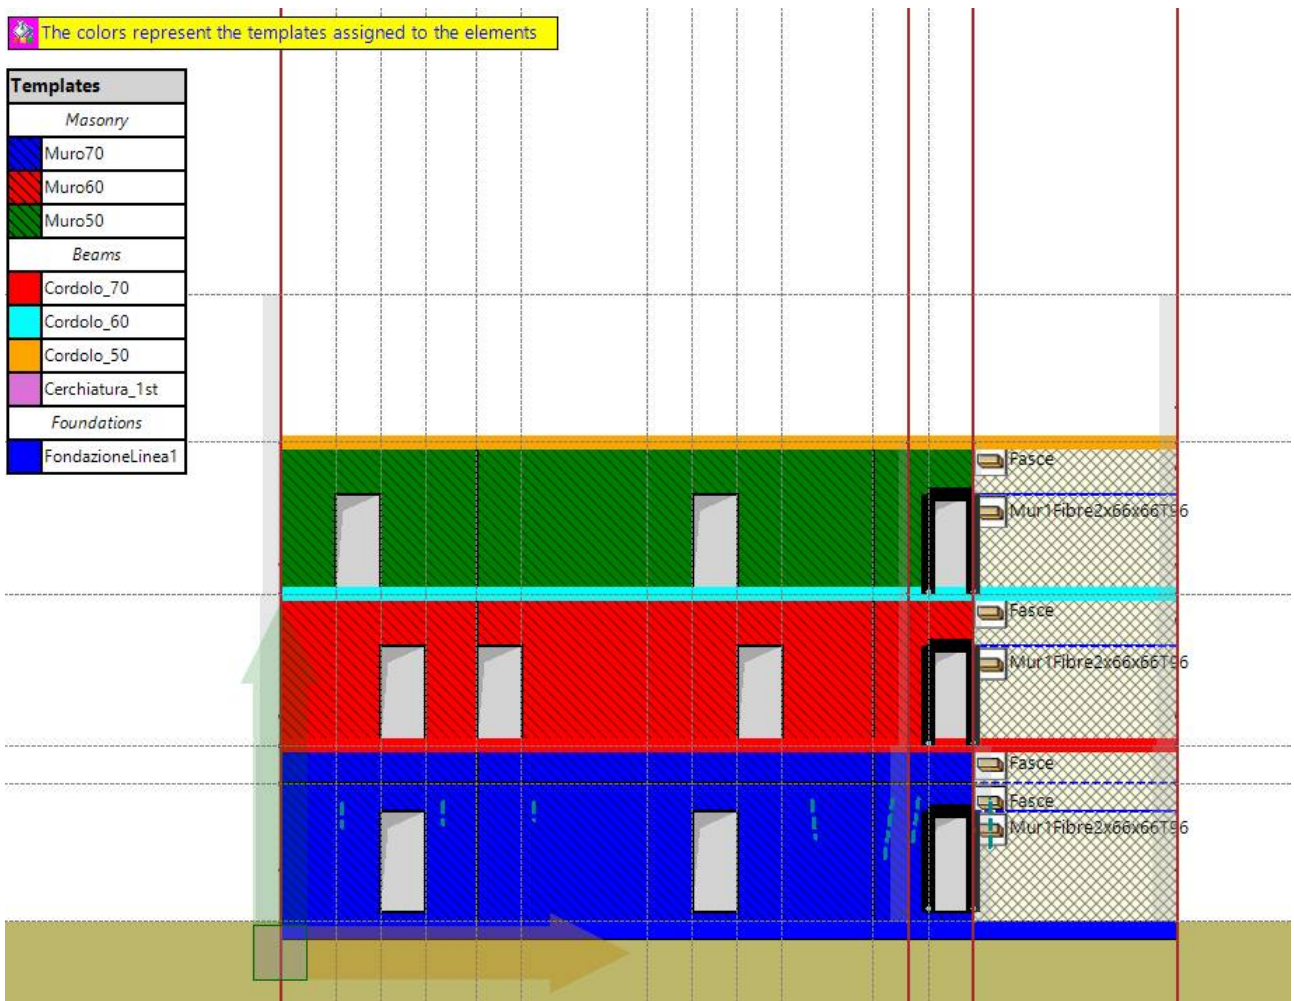 The colors represent the templates assigned to the elements
Templates
Masonry
Muro70
Muro60
Muro50
Beams
Cordolo_70
Cordolo_60
Cordolo_50
Cerchiatura_1st
Foundations
FondazioneLinea1
Fasce
Mur1Fibre2x66x66T96
Fasce
Mur1Fibre2x66x66T96
Fasce
Fasce
Mur1Fibre2x66x66T96